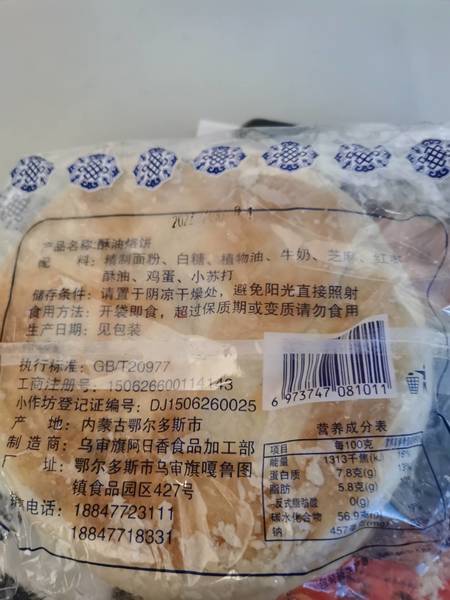 产品名称:酥油烙饼
配 料: 精制面粉、白糖、植物油、牛奶、芝麻、红枣
酥油、鸡蛋、小苏打
储存条件: 请置于阴凉干燥处, 避免阳光直接照射
食用方法: 开袋即食, 超过保质期或变质请勿食用
生产日期: 见包装
执行标准: GB/T20977
工商注册号: 150626600114143
小作坊登记证编号: DJ1506260025
产 地: 内蒙古鄂尔多斯市
制造商: 乌审旗阿日香食品加工部
址: 鄂尔多斯市乌审旗嘎鲁图
镇食品园区427号
电话: 18847723111
18847718331
6 973747 081011
营养成分表
项目 每100克
能量 1313千焦(kJ) 16%
蛋白质 7.8克(g) 13%
脂肪 5.8克(g)
反式脂肪酸 0(g)
碳水化合物 56.9克(g)
钠